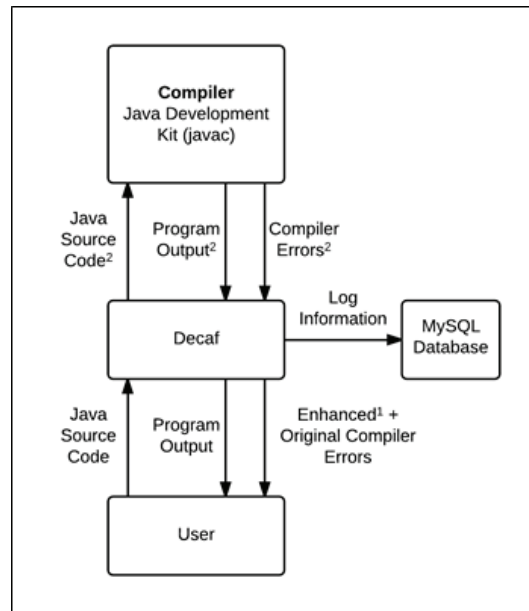 Compiler
Java Development
Kit (javac)
Java
Source
Code²
Program
Output²
Compiler
Errors²
Log
Information
Decaf
MySQL
Database
Java
Source
Code
Program
Output
Enhanced¹ +
Original Compiler
Errors
User